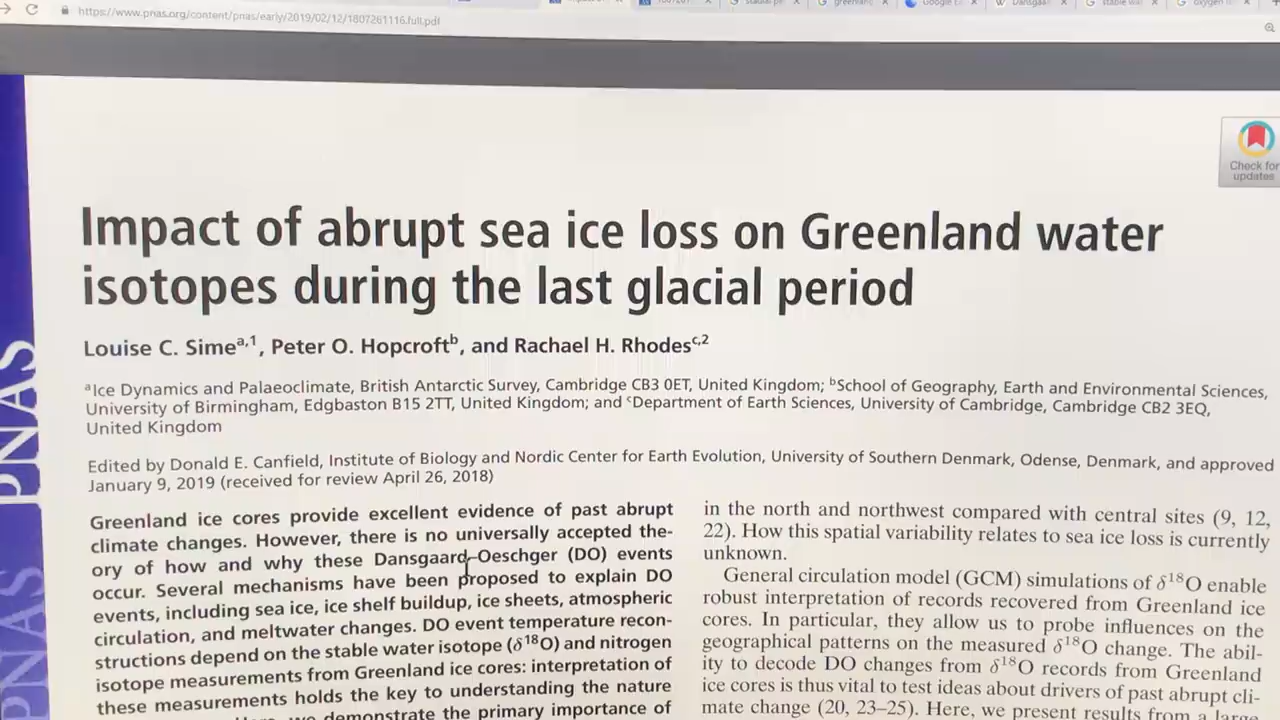 https://www.pnas.org/content/pnas/early/2019/02/12/1807261116.full.pdf
Check for
updates
Impact of abrupt sea ice loss on Greenland water
isotopes during the last glacial period
Louise C. Simeᵃ,¹, Peter O. Hopcroftᵇ, and Rachael H. Rhodesᶜ,²
ᵃIce Dynamics and Palaeoclimate, British Antarctic Survey, Cambridge CB3 0ET, United Kingdom; ᵇSchool of Geography, Earth and Environmental Sciences,
University of Birmingham, Edgbaston B15 2TT, United Kingdom; and ᶜDepartment of Earth Sciences, University of Cambridge, Cambridge CB2 3EQ,
United Kingdom
Edited by Donald E. Canfield, Institute of Biology and Nordic Center for Earth Evolution, University of Southern Denmark, Odense, Denmark, and approved
January 9, 2019 (received for review April 26, 2018)
Greenland ice cores provide excellent evidence of past abrupt
climate changes. However, there is no universally accepted the-
ory of how and why these Dansgaard–Oeschger (DO) events
occur. Several mechanisms have been proposed to explain DO
events, including sea ice, ice shelf buildup, ice sheets, atmospheric
circulation, and meltwater changes. DO event temperature recon-
structions depend on the stable water isotope (δ¹⁸O) and nitrogen
isotope measurements from Greenland ice cores: interpretation of
these measurements holds the key to understanding the nature
we demonstrate the primary importance of
in the north and northwest compared with central sites (9, 12,
22). How this spatial variability relates to sea ice loss is currently
unknown.
General circulation model (GCM) simulations of δ¹⁸O enable
robust interpretation of records recovered from Greenland ice
cores. In particular, they allow us to probe influences on the
geographical patterns on the measured δ¹⁸O change. The abil-
ity to decode DO changes from δ¹⁸O records from Greenland
ice cores is thus vital to test ideas about drivers of past abrupt cli-
mate change (20, 23–25). Here, we present results from a large
PNAS
PNAS